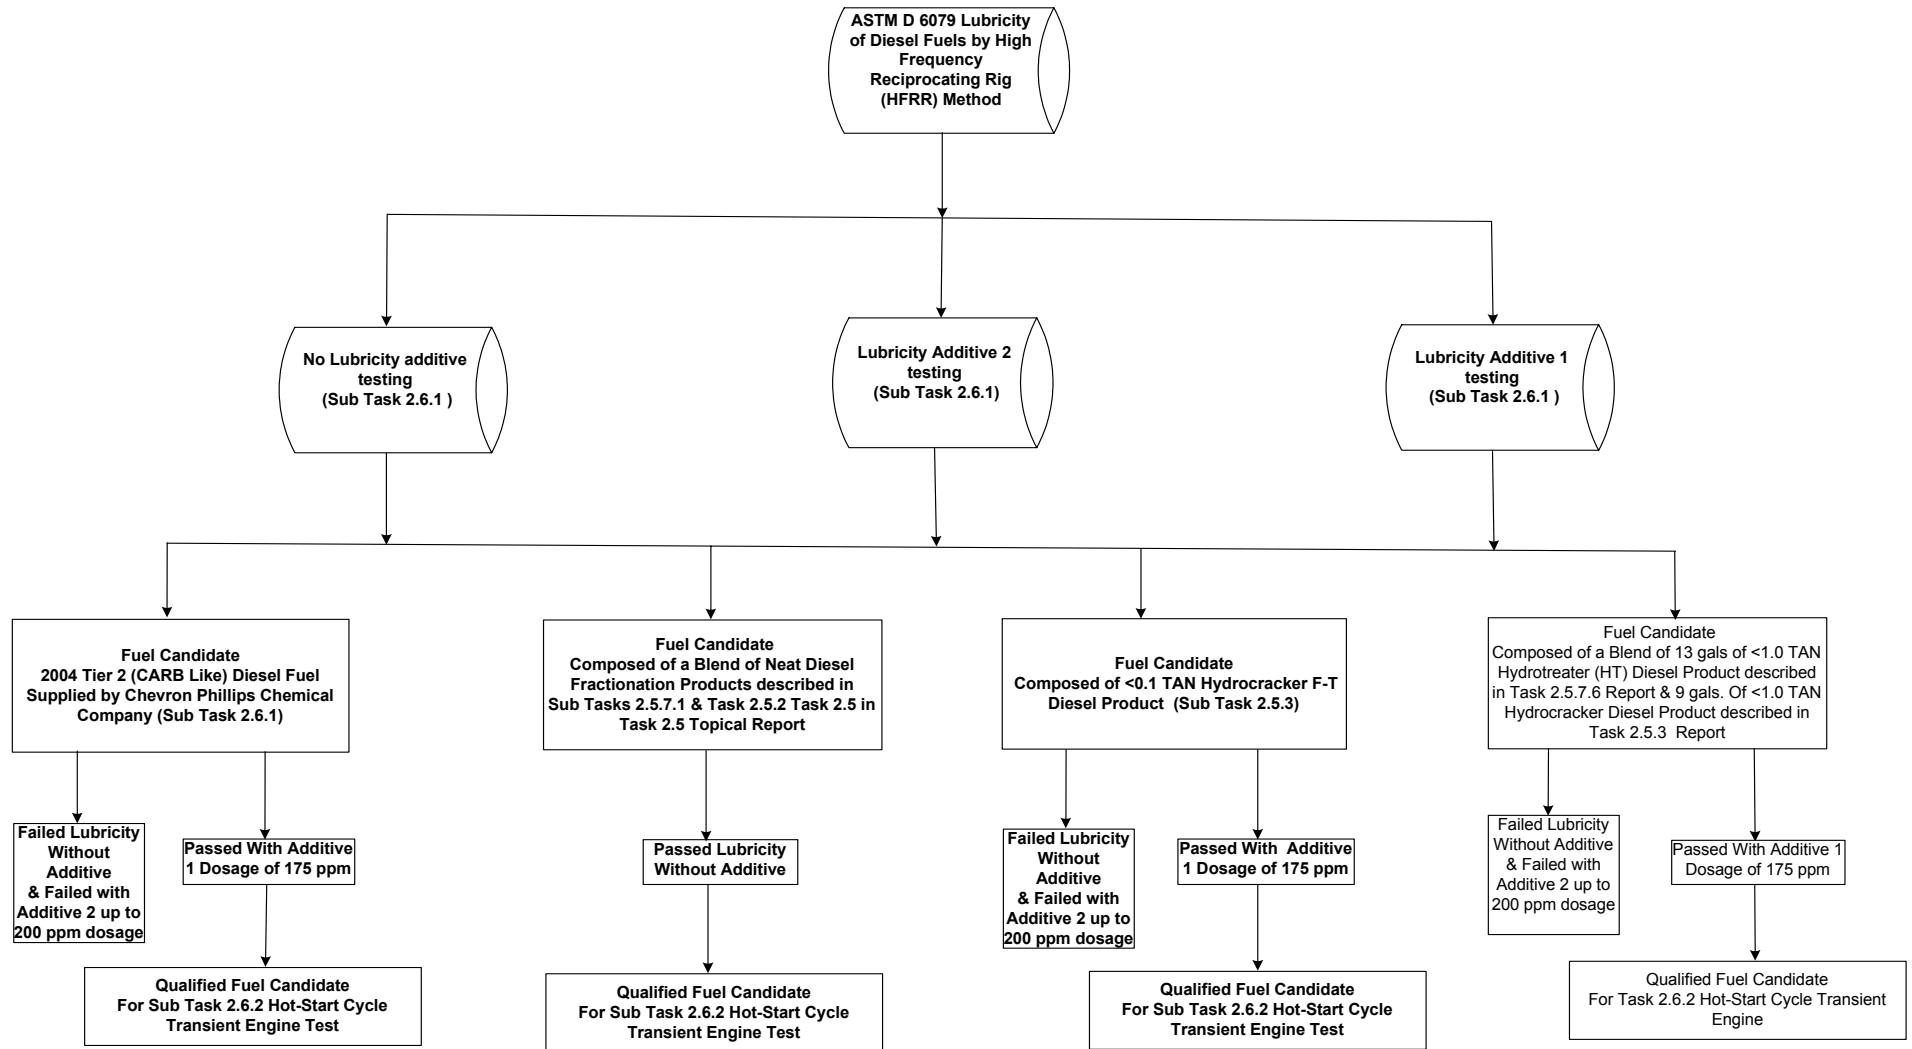 ASTM D 6079 Lubricity
of Diesel Fuels by High
Frequency
Reciprocating Rig
(HFRR) Method
No Lubricity additive
testing
(Sub Task 2.6.1 )
Lubricity Additive 2
testing
(Sub Task 2.6.1)
Lubricity Additive 1
testing
(Sub Task 2.6.1 )
Fuel Candidate
2004 Tier 2 (CARB Like) Diesel Fuel
Supplied by Chevron Phillips Chemical
Company (Sub Task 2.6.1)
Fuel Candidate
Composed of a Blend of Neat Diesel
Fractionation Products described in
Sub Tasks 2.5.7.1 & Task 2.5.2 Task 2.5 in
Task 2.5 Topical Report
Fuel Candidate
Composed of <0.1 TAN Hydrocracker F-T
Diesel Product (Sub Task 2.5.3)
Fuel Candidate
Composed of a Blend of 13 gals of <1.0 TAN
Hydrotreater (HT) Diesel Product described
in Task 2.5.7.6 Report & 9 gals. Of <1.0 TAN
Hydrocracker Diesel Product described in
Task 2.5.3 Report
Failed Lubricity
Without
Additive
& Failed with
Additive 2 up to
200 ppm dosage
Passed With Additive
1 Dosage of 175 ppm
Passed Lubricity
Without Additive
Failed Lubricity
Without
Additive
& Failed with
Additive 2 up to
200 ppm dosage
Passed With Additive
1 Dosage of 175 ppm
Failed Lubricity
Without Additive
& Failed with
Additive 2 up to
200 ppm dosage
Passed With Additive 1
Dosage of 175 ppm
Qualified Fuel Candidate
For Sub Task 2.6.2 Hot-Start Cycle
Transient Engine Test
Qualified Fuel Candidate
For Sub Task 2.6.2 Hot-Start Cycle
Transient Engine Test
Qualified Fuel Candidate
For Sub Task 2.6.2 Hot-Start Cycle
Transient Engine Test
Qualified Fuel Candidate
For Task 2.6.2 Hot-Start Cycle Transient
Engine